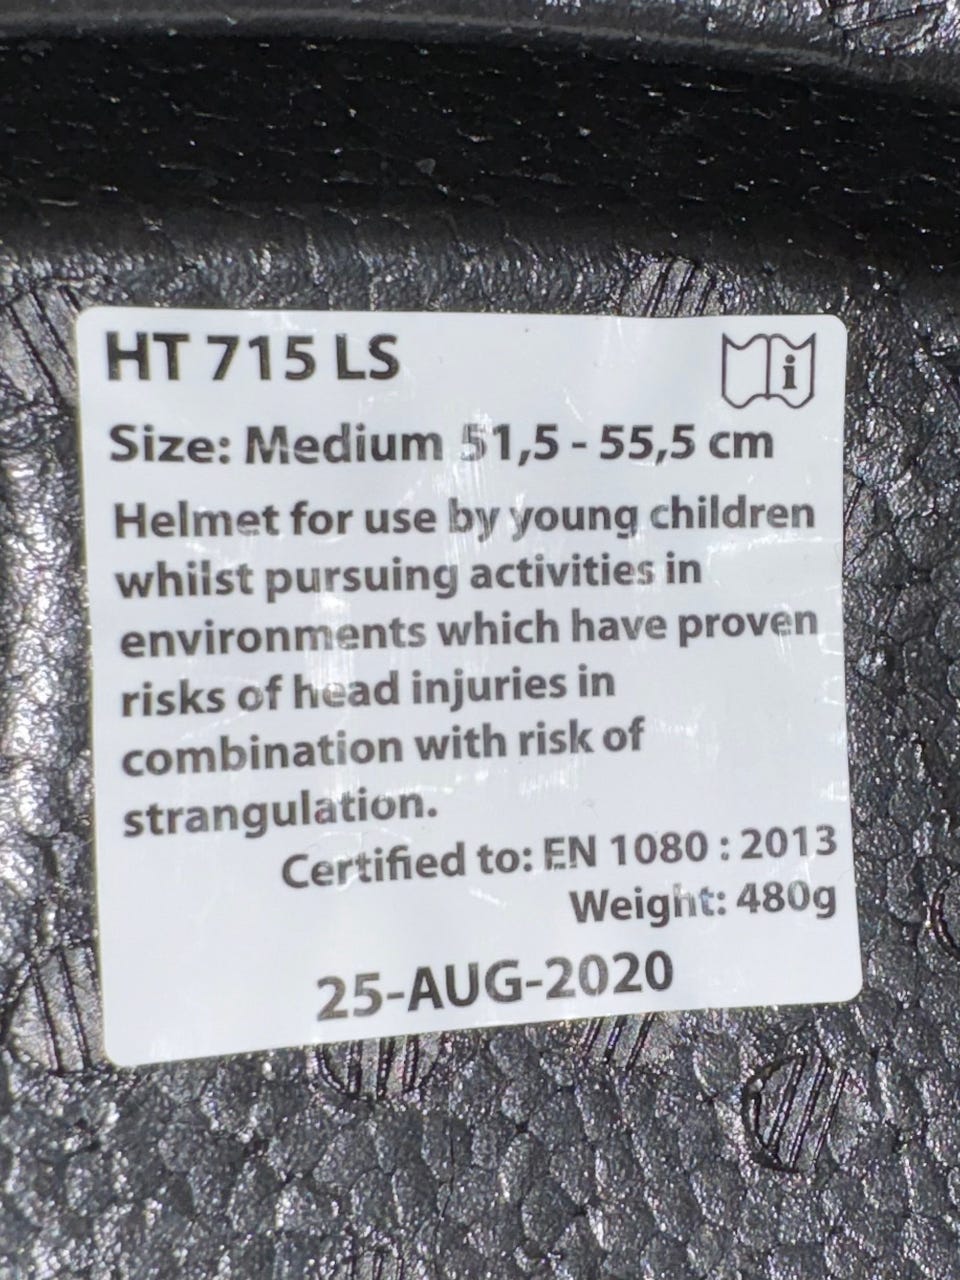 HT 715 LS
i
Size: Medium 51,5 - 55,5 cm
Helmet for use by young children
whilst pursuing activities in
environments which have proven
risks of head injuries in
combination with risk of
strangulation.
Certified to: EN 1080 : 2013
Weight: 480g
25-AUG-2020